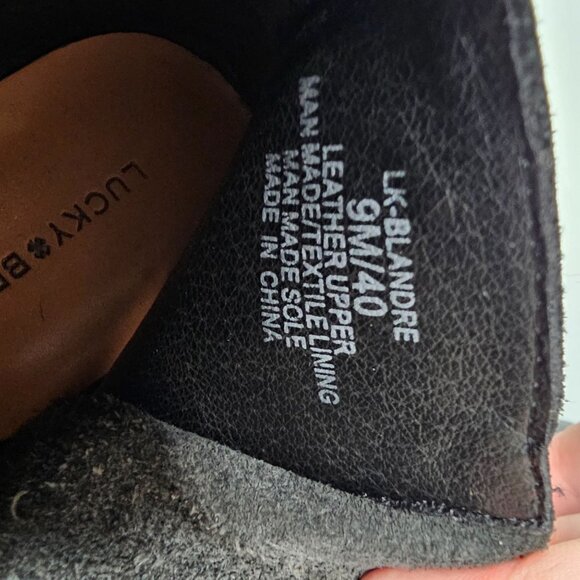 LK-BLANDRE
9M/40
LEATHER UPPER
MAN MADE/TEXTILE LINING
MAN MADE SOLE
MADE IN CHINA
LUCKY